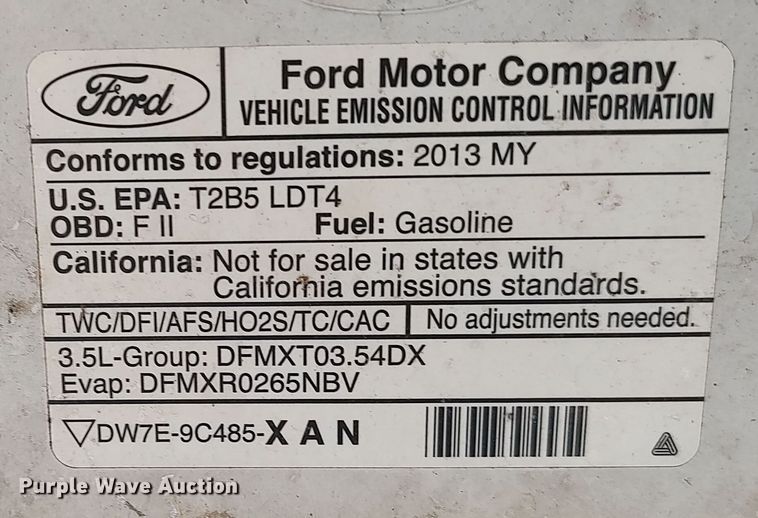 Ford
Ford Motor Company
VEHICLE EMISSION CONTROL INFORMATION
Conforms to regulations: 2013 MY
U.S. EPA: T2B5 LDT4
OBD: F II Fuel: Gasoline
California: Not for sale in states with
California emissions standards.
TWC/DFI/AFS/HO2S/TC/CAC No adjustments needed.
3.5L-Group: DFMXT03.54DX
Evap: DFMXR0265NBV
DW7E-9C485-X A N
Purple Wave Auction